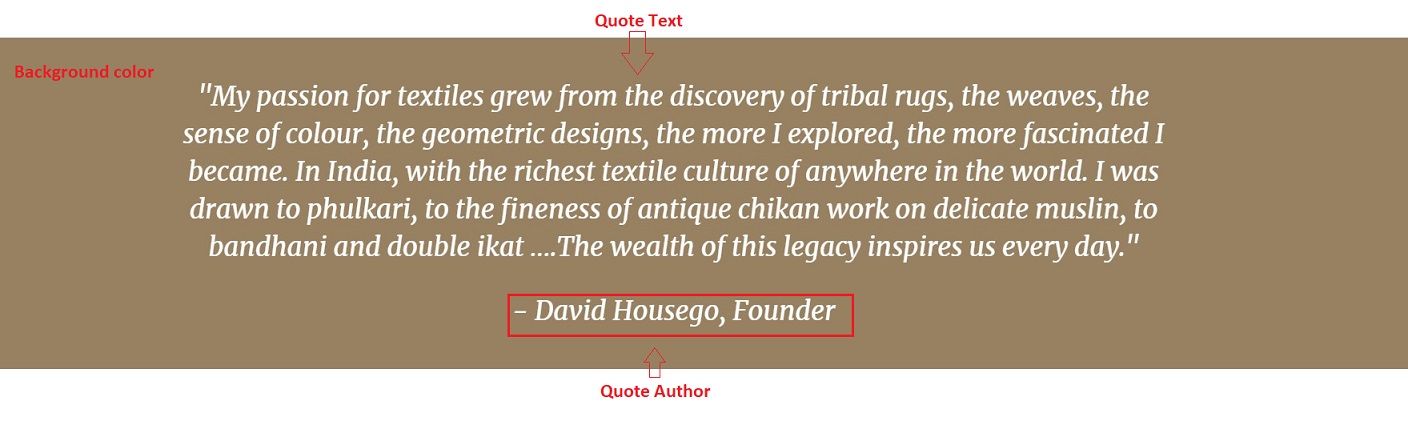 Quote Text
Background color
"My passion for textiles grew from the discovery of tribal rugs, the weaves, the
sense of colour, the geometric designs, the more I explored, the more fascinated I
became. In India, with the richest textile culture of anywhere in the world. I was
drawn to phulkari, to the fineness of antique chikan work on delicate muslin, to
bandhani and double ikat ....The wealth of this legacy inspires us every day."
– David Housego, Founder
Quote Author